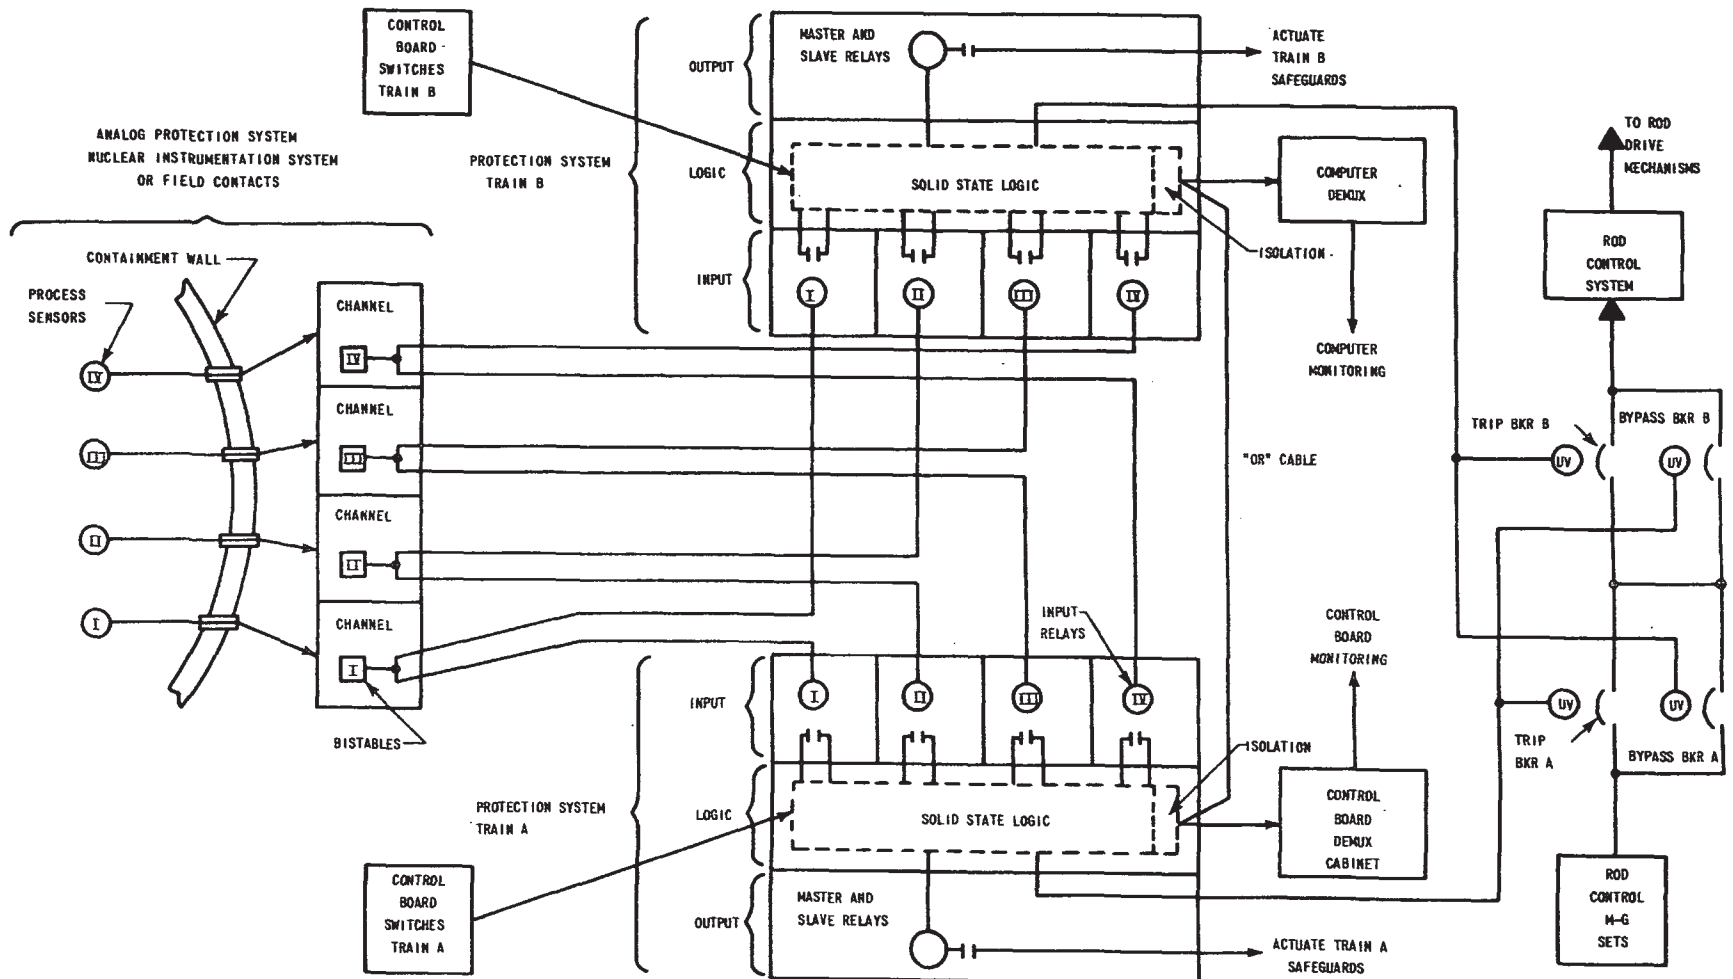 CONTROL
BOARD
SWITCHES
TRAIN B
ANALOG PROTECTION SYSTEM
NUCLEAR INSTRUMENTATION SYSTEM
OR FIELD CONTACTS
CONTAINMENT WALL
PROCESS
SENSORS
IV
III
II
I
CHANNEL
IV
CHANNEL
III
CHANNEL
II
CHANNEL
I
BISTABLES
PROTECTION SYSTEM
TRAIN B
OUTPUT
LOGIC
INPUT
MASTER AND
SLAVE RELAYS
ACTUATE
TRAIN B
SAFEGUARDS
SOLID STATE LOGIC
ISOLATION
I
II
III
IV
COMPUTER
DEMUX
COMPUTER
MONITORING
"OR" CABLE
TO ROD
DRIVE
MECHANISMS
ROD
CONTROL
SYSTEM
TRIP BKR B
BYPASS BKR B
UV
UV
UV
UV
TRIP
BKR A
BYPASS BKR A
ROD
CONTROL
M-G
SETS
CONTROL
BOARD
MONITORING
CONTROL
BOARD
DEMUX
CABINET
INPUT
RELAYS
PROTECTION SYSTEM
TRAIN A
INPUT
LOGIC
OUTPUT
I
II
III
IV
ISOLATION
SOLID STATE LOGIC
MASTER AND
SLAVE RELAYS
ACTUATE TRAIN A
SAFEGUARDS
CONTROL
BOARD
SWITCHES
TRAIN A